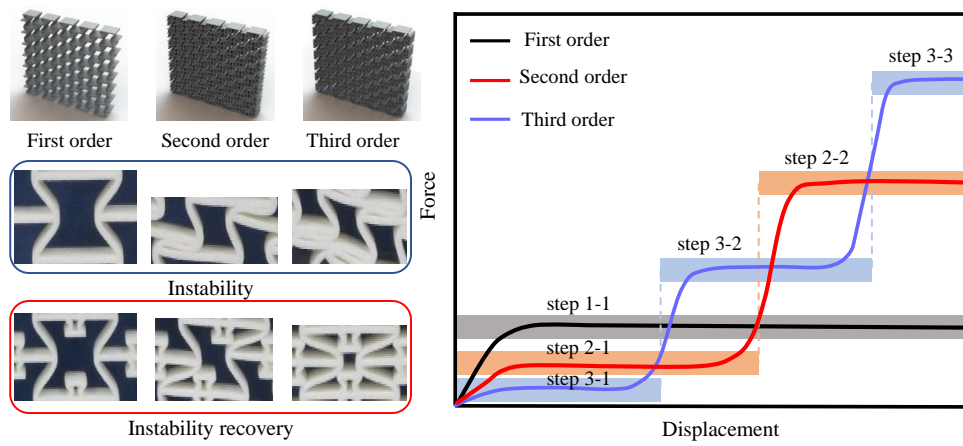 First order
Second order
Third order
Instability
Instability recovery
Force
First order
Second order
Third order
step 3-3
step 2-2
step 3-2
step 1-1
step 2-1
step 3-1
Displacement